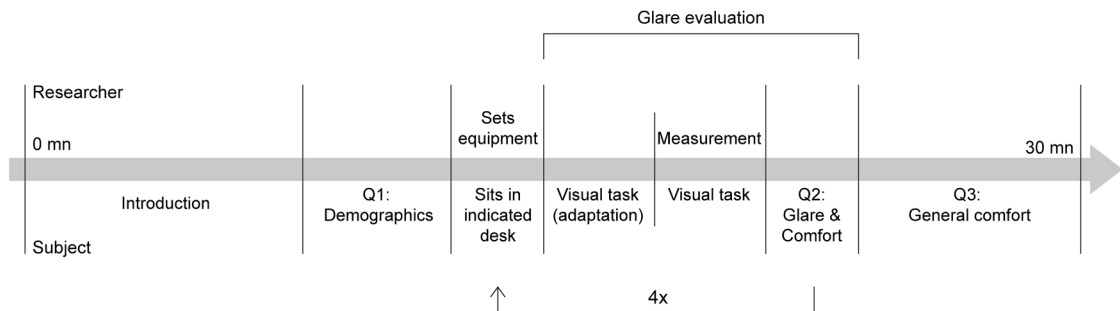 Glare evaluation
Researcher
Sets
equipment
Measurement
0 mn
30 mn
Introduction
Q1:
Demographics
Sits in
indicated
desk
Visual task
(adaptation)
Visual task
Q2:
Glare &
Comfort
Q3:
General comfort
Subject
4x